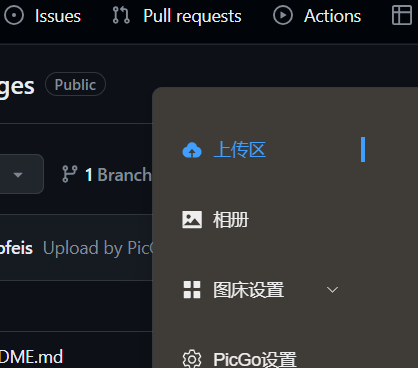 Issues
Pull requests
Actions
ges
Public
1 Branch
上传区
相册
pfeis
Upload by PicG
图床设置
DME.md
PicGo设置